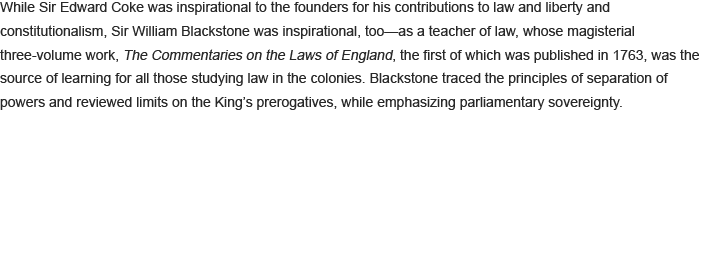 While Sir Edward Coke was inspirational to the founders for his contributions to law and liberty and
constitutionalism, Sir William Blackstone was inspirational, too—as a teacher of law, whose magisterial
three-volume work, The Commentaries on the Laws of England, the first of which was published in 1763, was the
source of learning for all those studying law in the colonies. Blackstone traced the principles of separation of
powers and reviewed limits on the King’s prerogatives, while emphasizing parliamentary sovereignty.